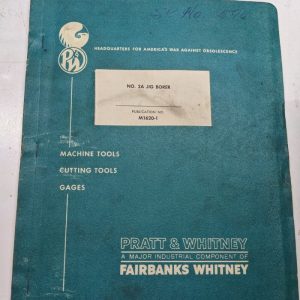 P&W
HEADQUARTERS FOR AMERICA'S WAR AGAINST OBSOLESCENCE
NO. 2A JIG BORER
PUBLICATION NO.
M1620-1
MACHINE TOOLS
CUTTING TOOLS
GAGES
PRATT & WHITNEY
A MAJOR INDUSTRIAL COMPONENT OF
FAIRBANKS WHITNEY